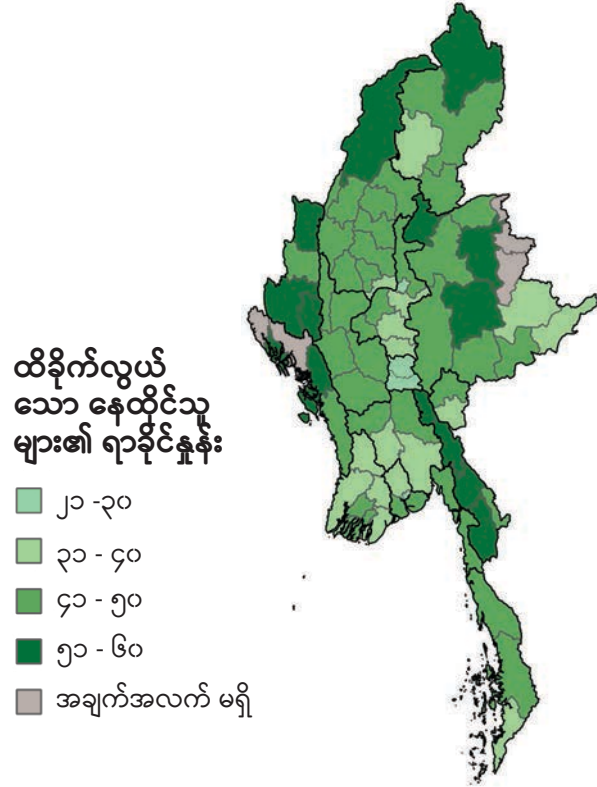 ထိခိုက်လွယ်
သော နေထိုင်သူ
များ၏ ရာခိုင်နှုန်း
၂၁ -၃၀
၃၁ - ၄၀
၄၁ - ၅၀
၅၁ - ၆၀
အချက်အလက် မရှိ